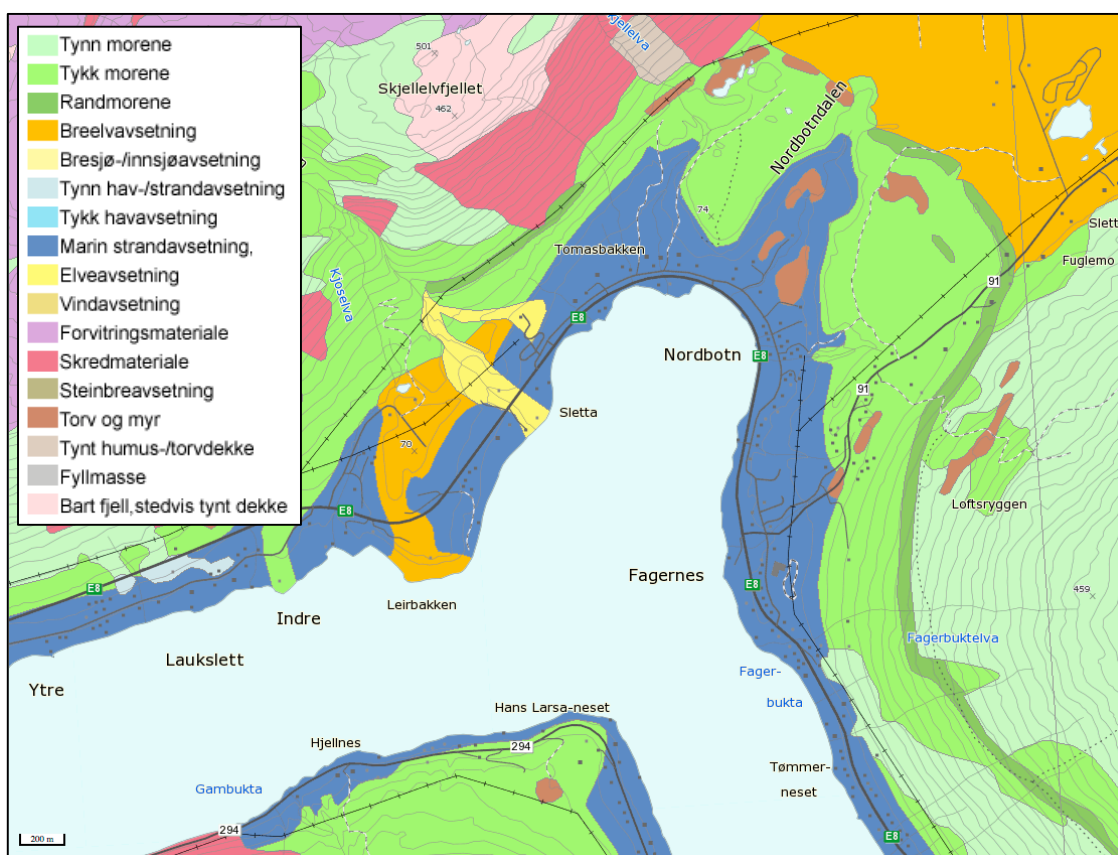 Tynn morene
Tykk morene
Randmorene
Breelvavsetning
Bresjø-/innsjøavsetning
Tynn hav-/strandavsetning
Tykk havavsetning
Marin strandavsetning,
Elveavsetning
Vindavsetning
Forvitringsmateriale
Skredmateriale
Steinbreavsetning
Torv og myr
Tynt humus-/torvdekke
Fyllmasse
Bart fjell,stedvis tynt dekke
501
Skjellelvfjellet
462
Nordbotndalen
74
Tomasbakken
Kjoselva
Slett
Fuglemo
91
E8
Nordbotn
E8
91
Sletta
70
E8
Loftsryggen
E8
Fagernes
E8
459
Leirbakken
Indre
Laukslett
Ytre
Fagerbuktelva
Fager-
bukta
Hans Larsa-neset
Hjellnes
294
Tømmer-
neset
Gambukta
294
E8
200 m